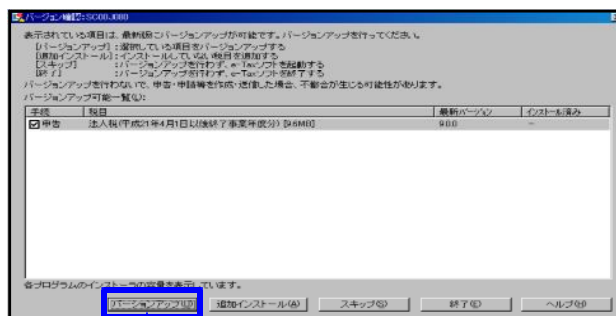 バージョン確認:SC00J080
表示されている項目は、最新版にバージョンアップが可能です。バージョンアップを行ってください。
[バージョンアップ]:選択している項目をバージョンアップする
[追加インストール]:インストールしていない税目を追加する
[スキップ] :バージョンアップを行わず、e-Taxソフトを起動する
[終了] :バージョンアップを行わず、e-Taxソフトを終了する
バージョンアップを行わないで、申告・申請等を作成・送信した場合、不都合が生じる可能性があります。
バージョンアップ可能一覧(L):
手続 税目 最新バージョン インストール済み
申告 法人税(平成21年4月1日以後終了事業年度分) [9.6MB] 9.0.0 -
各プログラムのインストーラの容量を表示しています。
バージョンアップ(U) 追加インストール(A) スキップ(S) 終了(E) ヘルプ(H)